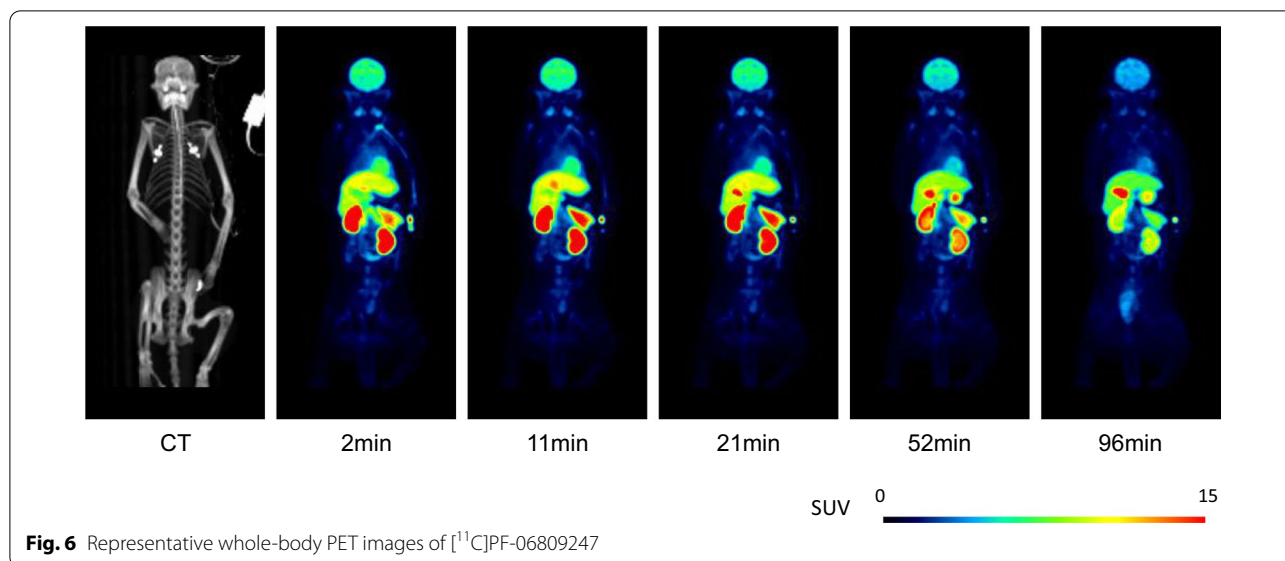 CT 2min 11min 21min 52min 96min
SUV 0 15
Fig. 6 Representative whole-body PET images of [¹¹C]PF-06809247